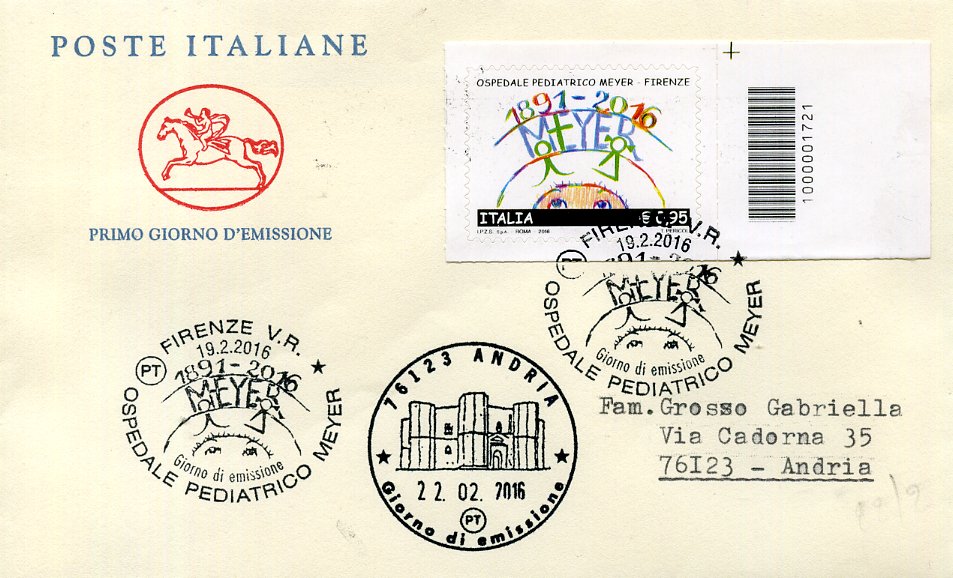 POSTE ITALIANE
PRIMO GIORNO D'EMISSIONE
OSPEDALE PEDIATRICO MEYER - FIRENZE
1891-2016
MEYER
ITALIA € 0,95
I.P.Z.S. S.p.A. ROMA 2016
1000001721
FIRENZE V.R.
19.2.2016
1891-2016
MEYER
Giorno di emissione
PT
OSPEDALE PEDIATRICO MEYER
FIRENZE V.R.
19.2.2016
1891-2016
MEYER
Giorno di emissione
PT
OSPEDALE PEDIATRICO MEYER
76123 ANDRIA
22.02.2016
PT
Giorno di emissione
Fam.Grosso Gabriella
Via Cadorna 35
76I23 - Andria